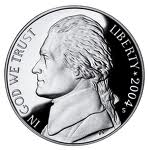 IN GOD WE TRUST
LIBERTY * 2004
S